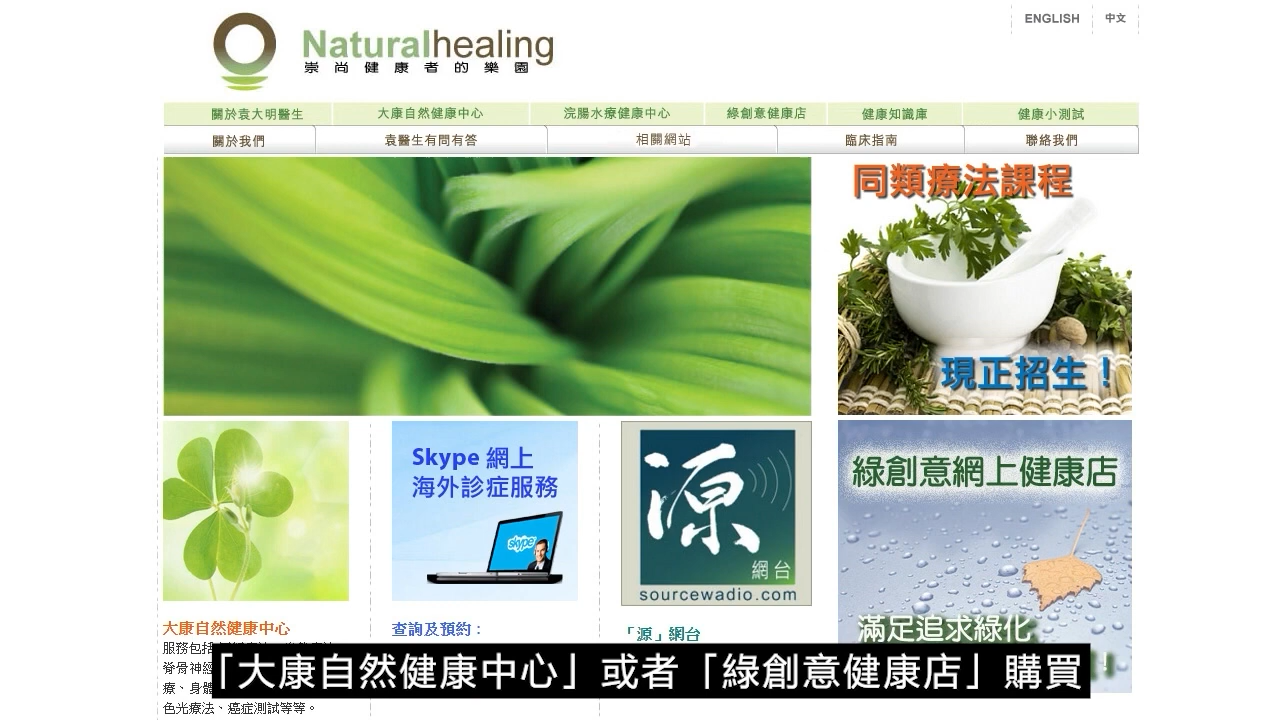 ENGLISH 中文
Naturalhealing
崇尚健康者的樂園
關於袁大明醫生 大康自然健康中心 浣腸水療健康中心 綠創意健康店 健康知識庫 健康小測試
關於我們 袁醫生有問有答 相關網站 臨床指南 聯絡我們
同類療法課程
現正招生！
Skype 網上
海外診症服務
skype
源
網台
sourcewadio.com
綠創意網上健康店
滿足追求綠化
大康自然健康中心
查詢及預約：
「源」網台
服務包括
脊骨神經
療、身體
色光療法、癌症測試等等。
「大康自然健康中心」或者「綠創意健康店」購買